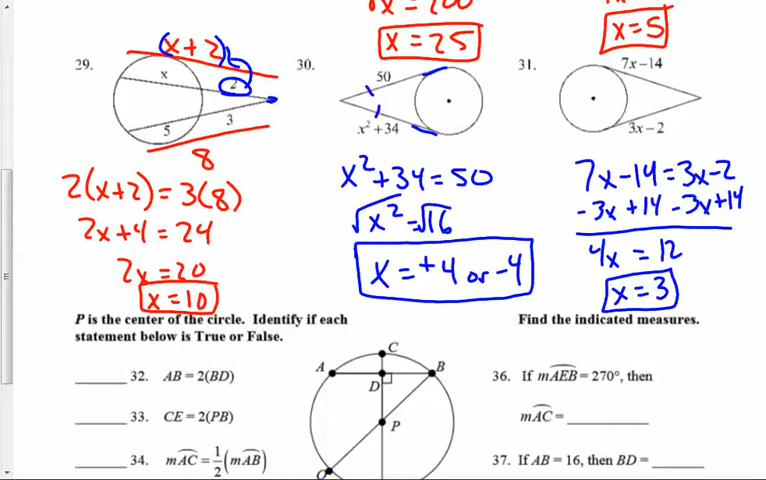 x = 25
x = 5
29.
(x + 2)
x
2
5
3
8
2(x+2) = 3(8)
2x+4 = 24
2x = 20
x = 10
30.
50
x² + 34
x² + 34 = 50
√x² = √16
x = +4 or -4
31.
7x – 14
3x – 2
7x-14 = 3x-2
-3x +14 -3x +14
4x = 12
x = 3
P is the center of the circle. Identify if each
statement below is True or False.
______ 32. AB = 2(BD)
______ 33. CE = 2(PB)
______ 34. mAC = 1/2 (mAB)
C
A
B
D
P
Find the indicated measures.
36. If mAEB = 270°, then
mAC = ________
37. If AB = 16, then BD = ______